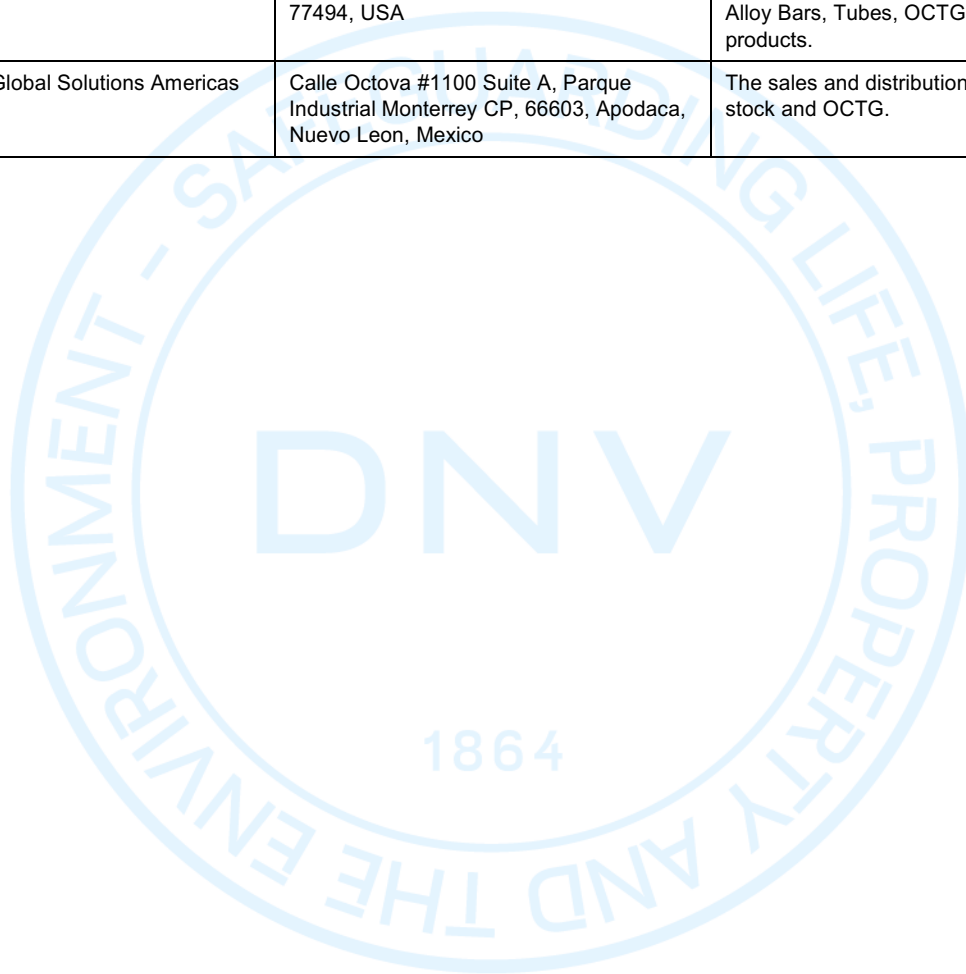 77494, USA
Alloy Bars, Tubes, OCTG
products.
Global Solutions Americas
Calle Octova #1100 Suite A, Parque
Industrial Monterrey CP, 66603, Apodaca,
Nuevo Leon, Mexico
The sales and distribution
stock and OCTG.
SAFEGUARDING LIFE, PROPERTY AND THE ENVIRONMENT -
DNV
1864